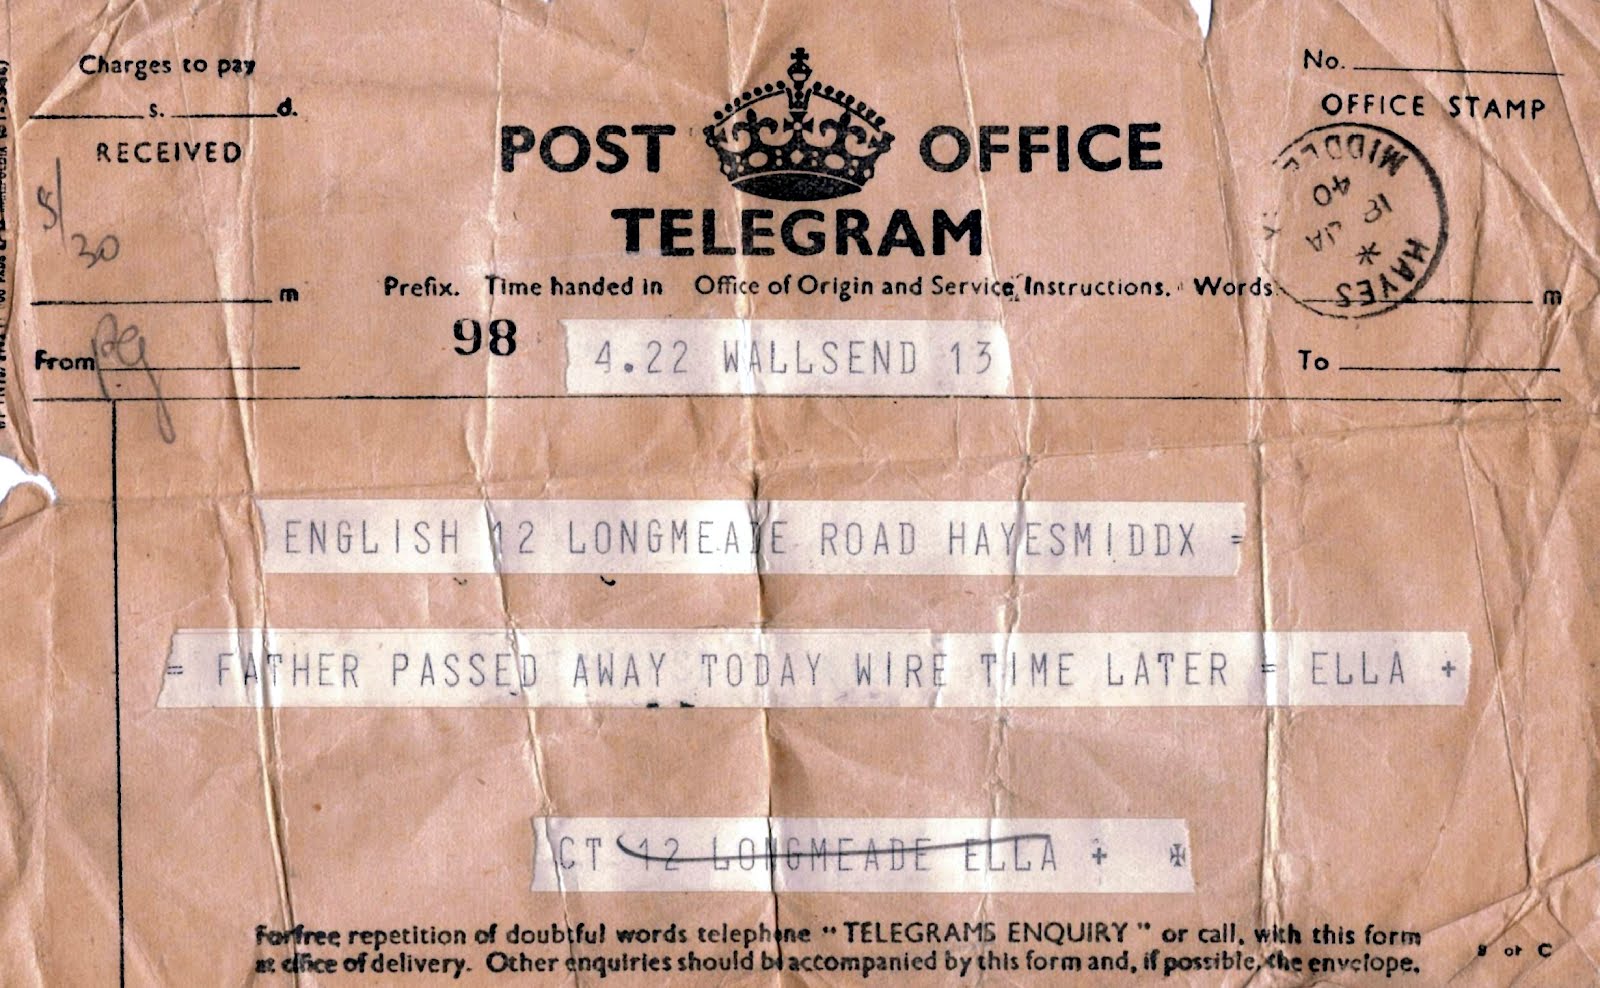 Charges to pay
s. d.
RECEIVED
8/30
m
From
POST OFFICE
TELEGRAM
Prefix. Time handed in Office of Origin and Service Instructions. Words
98
4.22 WALLSEND 13
No.
OFFICE STAMP
HAYES
12 JA
40
m
To
ENGLISH 12 LONGMEADE ROAD HAYESMIDDX =
= FATHER PASSED AWAY TODAY WIRE TIME LATER = ELLA +
CT 12 LONGMEADE ELLA +
For free repetition of doubtful words telephone "TELEGRAMS ENQUIRY" or call, with this form
at office of delivery. Other enquiries should be accompanied by this form and, if possible, the envelope.
B or C